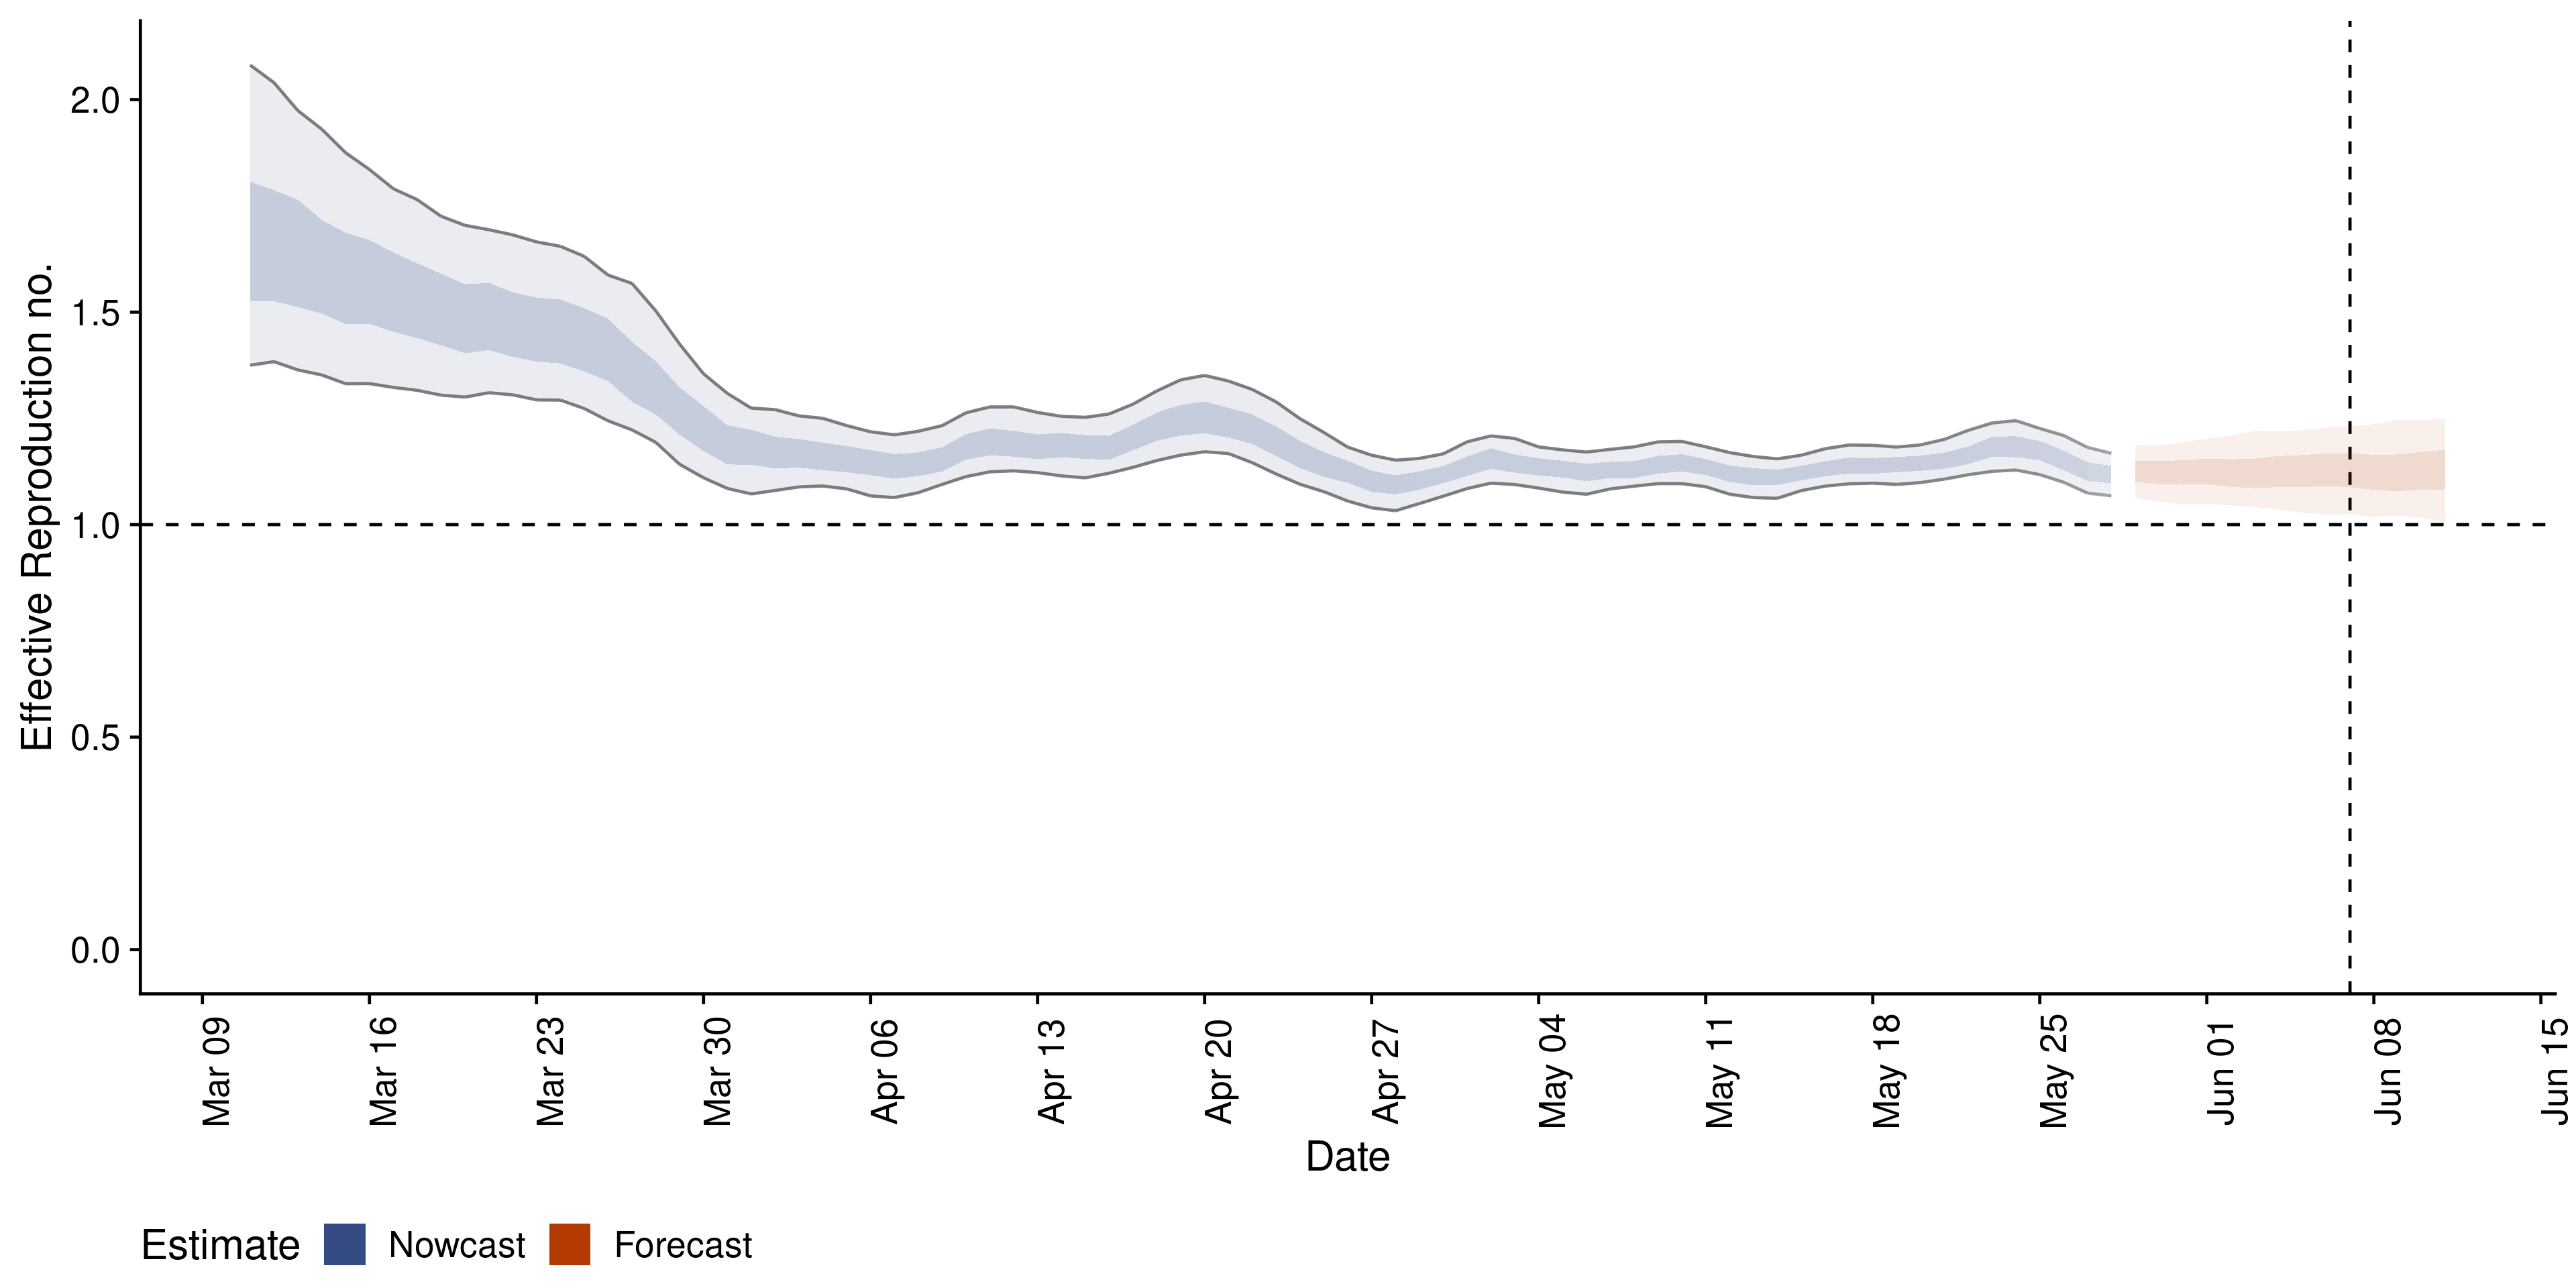 Effective Reproduction no.
2.0
1.5
1.0
0.5
0.0
Mar 09
Mar 16
Mar 23
Mar 30
Apr 06
Apr 13
Apr 20
Apr 27
May 04
May 11
May 18
May 25
Jun 01
Jun 08
Jun 15
Date
Estimate Nowcast Forecast